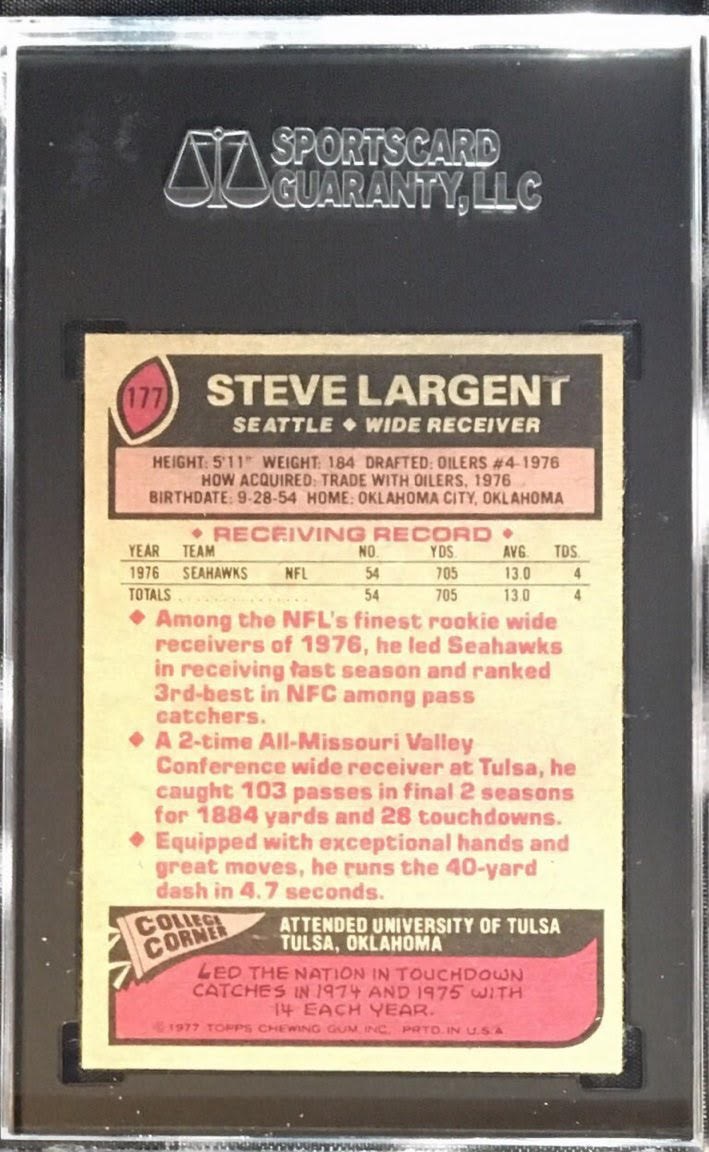 SPORTSCARD
GUARANTY, LLC
177
STEVE LARGENT
SEATTLE ◆ WIDE RECEIVER
HEIGHT: 5'11" WEIGHT: 184 DRAFTED: OILERS #4-1976
HOW ACQUIRED: TRADE WITH OILERS, 1976
BIRTHDATE: 9-28-54 HOME: OKLAHOMA CITY, OKLAHOMA
◆ RECEIVING RECORD ◆
YEAR TEAM NO. YDS. AVG. TDS.
1976 SEAHAWKS NFL 54 705 13.0 4
TOTALS . . . . . . . . . . . . . . . 54 705 13.0 4
◆ Among the NFL's finest rookie wide
receivers of 1976, he led Seahawks
in receiving last season and ranked
3rd-best in NFC among pass
catchers.
◆ A 2-time All-Missouri Valley
Conference wide receiver at Tulsa, he
caught 103 passes in final 2 seasons
for 1884 yards and 28 touchdowns.
◆ Equipped with exceptional hands and
great moves, he runs the 40-yard
dash in 4.7 seconds.
COLLEGE
CORNER
ATTENDED UNIVERSITY OF TULSA
TULSA, OKLAHOMA
LED THE NATION IN TOUCHDOWN
CATCHES IN 1974 AND 1975 WITH
14 EACH YEAR.
© 1977 TOPPS CHEWING GUM, INC. PRTD. IN U.S.A.